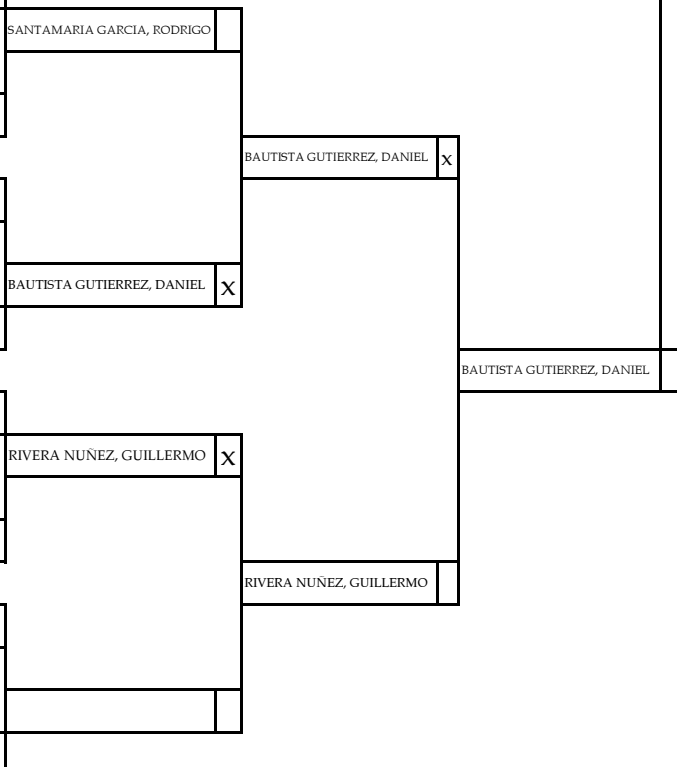 SANTAMARIA GARCIA, RODRIGO
BAUTISTA GUTIERREZ, DANIEL x
BAUTISTA GUTIERREZ, DANIEL x
BAUTISTA GUTIERREZ, DANIEL
RIVERA NUÑEZ, GUILLERMO x
RIVERA NUÑEZ, GUILLERMO